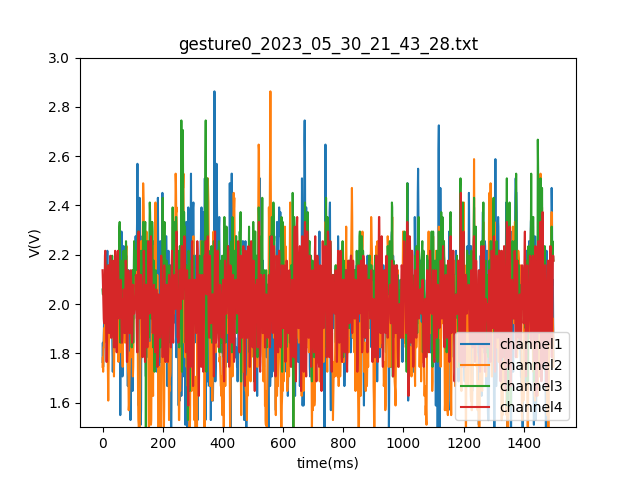 gesture0_2023_05_30_21_43_28.txt
3.0
2.8
2.6
2.4
2.2
2.0
1.8
1.6
V(V)
channel1
channel2
channel3
channel4
0 200 400 600 800 1000 1200 1400
time(ms)